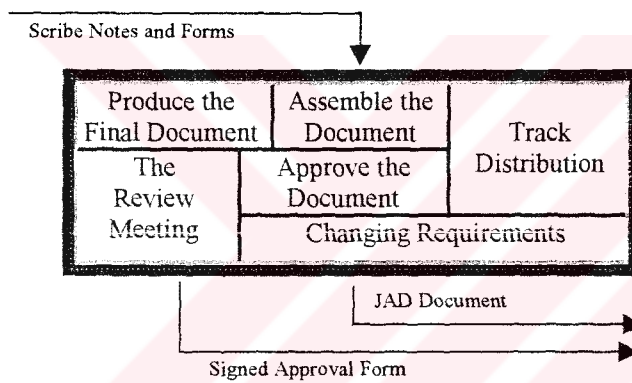 Scribe Notes and Forms
Produce the
Final Document
Assemble the
Document
Track
Distribution
The
Review
Meeting
Approve the
Document
Changing Requirements
JAD Document
Signed Approval Form